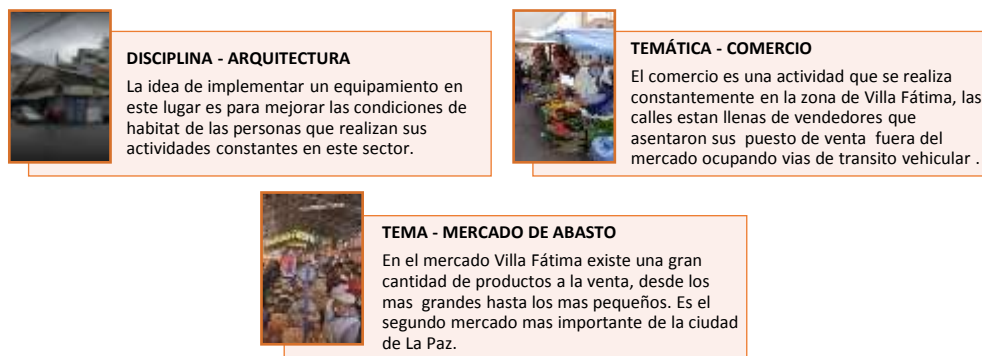 DISCIPLINA - ARQUITECTURA
La idea de implementar un equipamiento en
este lugar es para mejorar las condiciones de
habitat de las personas que realizan sus
actividades constantes en este sector.
TEMÁTICA - COMERCIO
El comercio es una actividad que se realiza
constantemente en la zona de Villa Fátima, las
calles estan llenas de vendedores que
asentaron sus puesto de venta fuera del
mercado ocupando vias de transito vehicular .
TEMA - MERCADO DE ABASTO
En el mercado Villa Fátima existe una gran
cantidad de productos a la venta, desde los
mas grandes hasta los mas pequeños. Es el
segundo mercado mas importante de la ciudad
de La Paz.